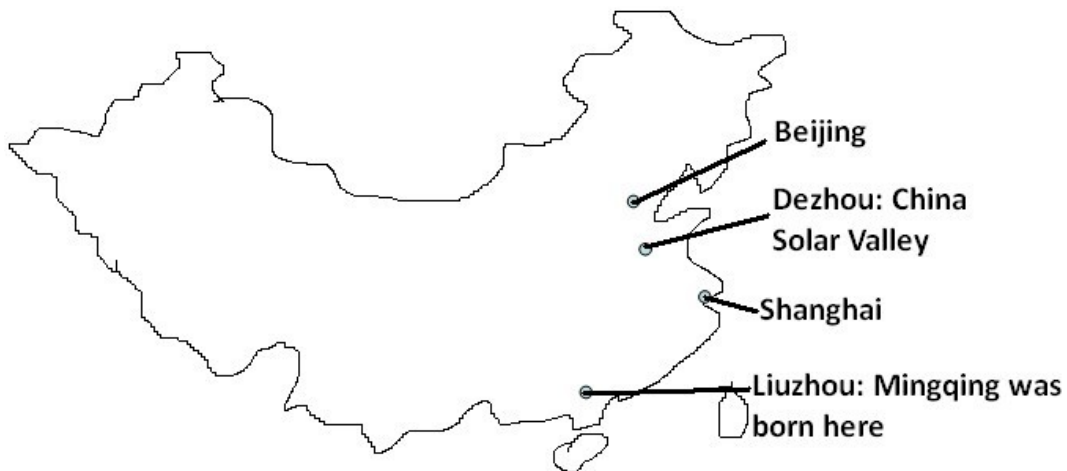 Beijing
Dezhou: China
Solar Valley
Shanghai
Liuzhou: Mingqing was
born here